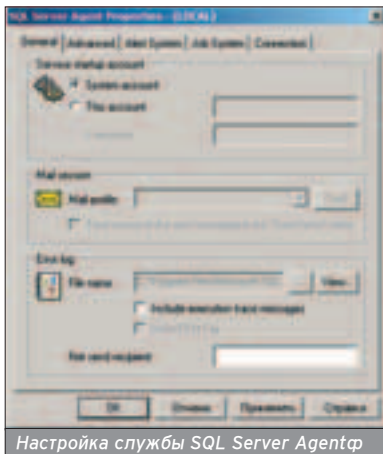 SQL Server Agent Properties - (LOCAL)
General Advanced Alert System Job System Connection
Service startup account
System account
This account
Mail session
Mail profile
Error log
File name View...
Include execution trace messages
Net send recipient
OK Отмена Применить Справка
Настройка службы SQL Server Agentф